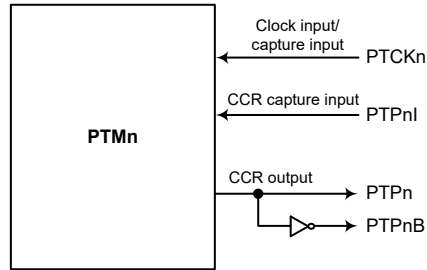 Clock input/
capture input
PTCKn
CCR capture input
PTPnI
PTMn
CCR output
PTPn
PTPnB